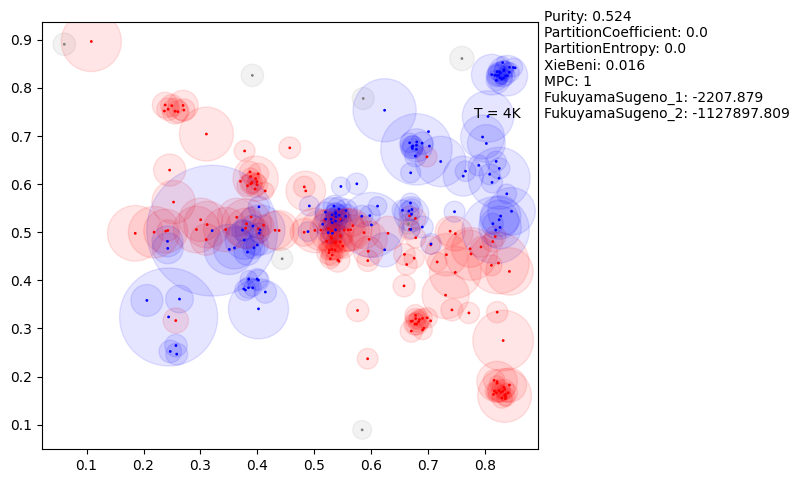 Purity: 0.524
PartitionCoefficient: 0.0
PartitionEntropy: 0.0
XieBeni: 0.016
MPC: 1
FukuyamaSugeno_1: -2207.879
FukuyamaSugeno_2: -1127897.809
T = 4K
0.9
0.8
0.7
0.6
0.5
0.4
0.3
0.2
0.1
0.1 0.2 0.3 0.4 0.5 0.6 0.7 0.8